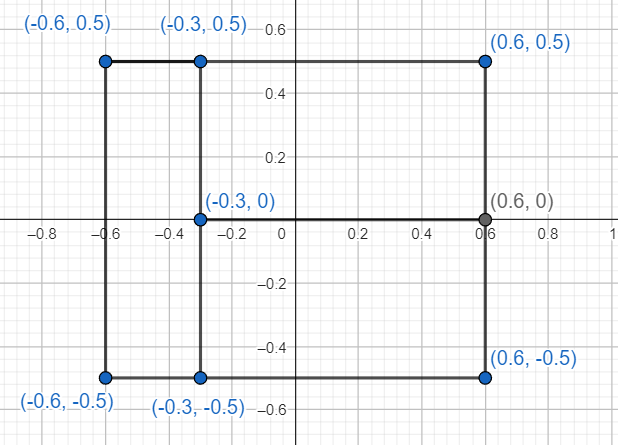 (-0.6, 0.5) (-0.3, 0.5) 0.6
(0.6, 0.5)
0.4
0.2
(-0.3, 0) (0.6, 0)
–0.8 –0.6 –0.4 –0.2 0 0.2 0.4 0.6 0.8 1
–0.2
–0.4
(0.6, -0.5)
(-0.6, -0.5) (-0.3, -0.5) –0.6